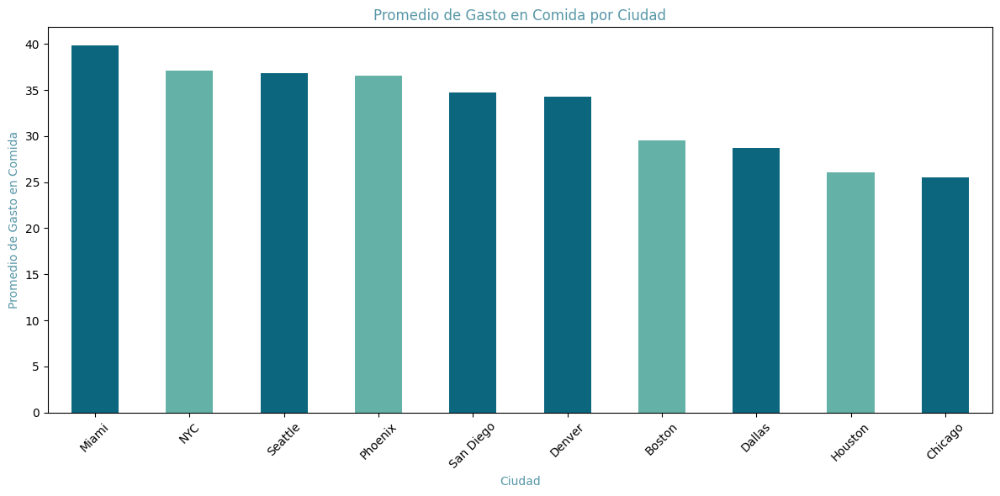 Promedio de Gasto en Comida por Ciudad
Promedio de Gasto en Comida
40
35
30
25
20
15
10
5
0
Miami
NYC
Seattle
Phoenix
San Diego
Denver
Boston
Dallas
Houston
Chicago
Ciudad